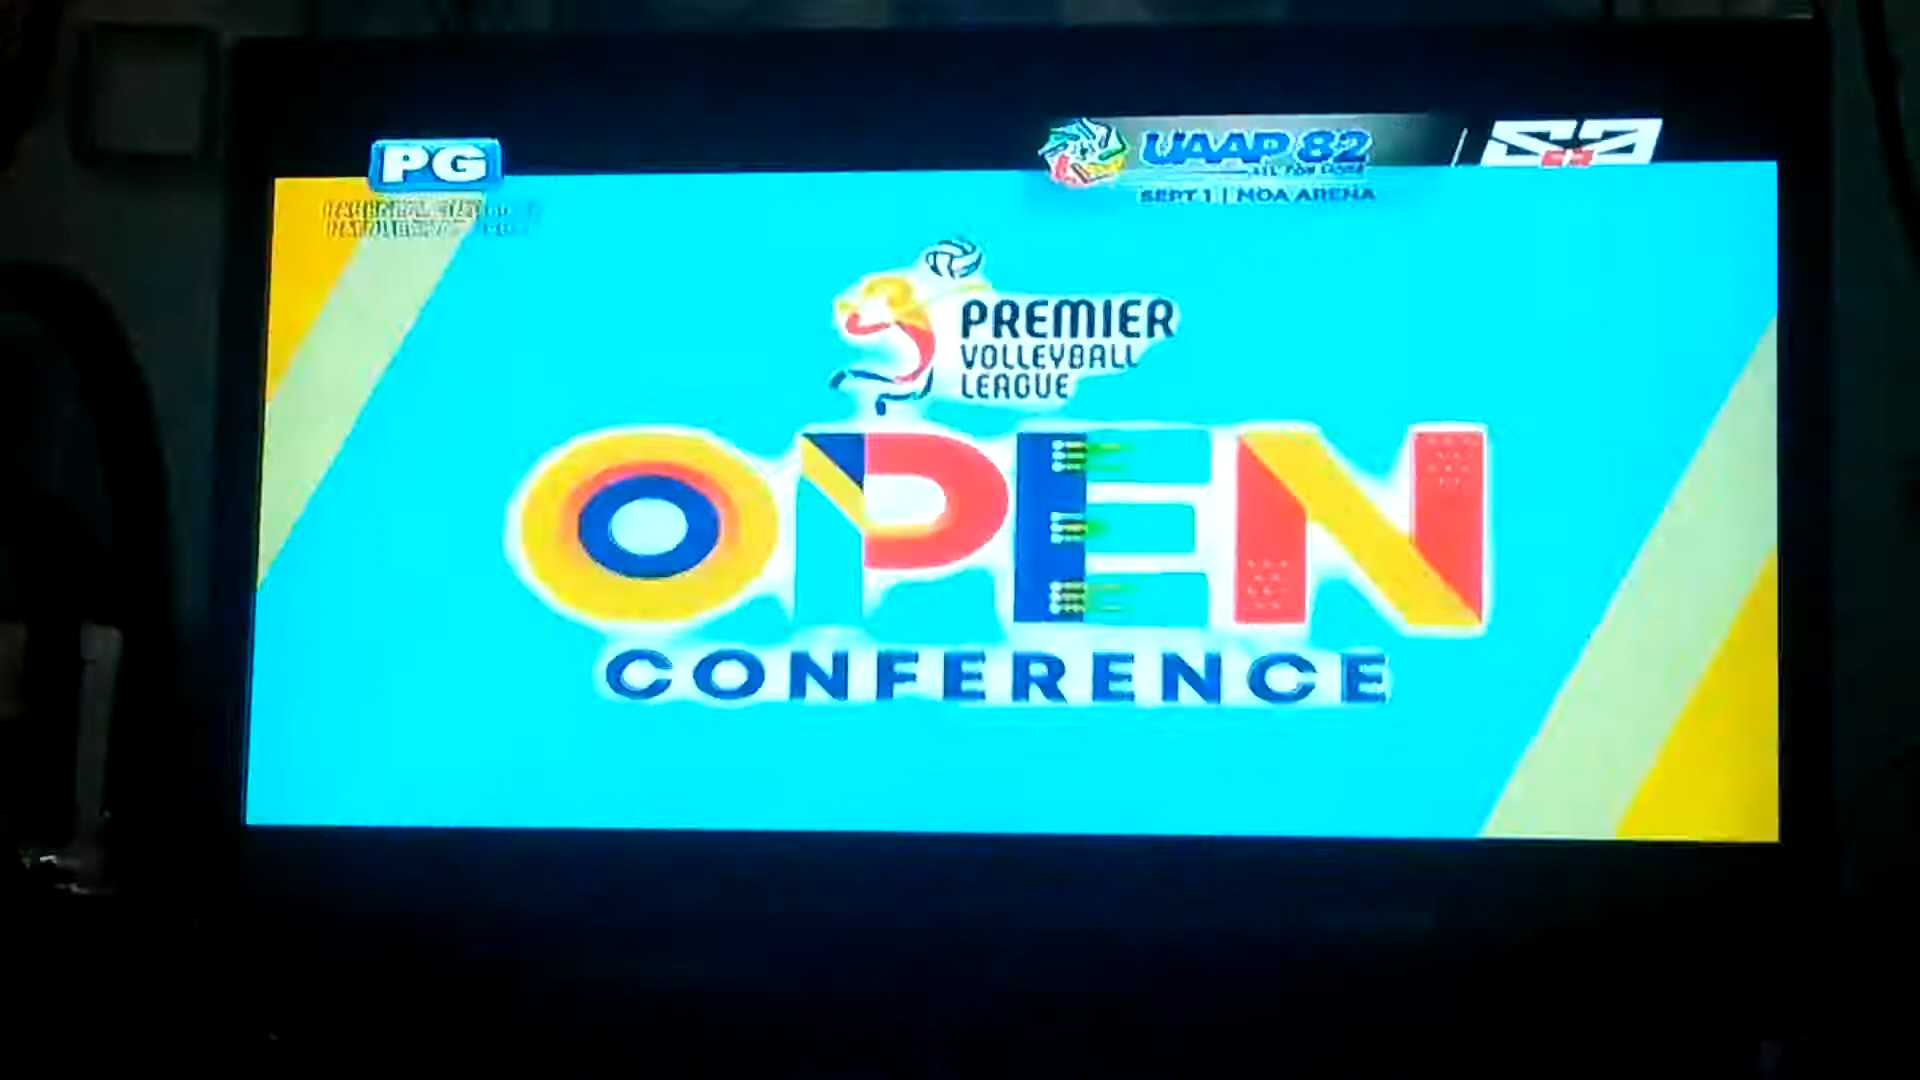 PG
UAAP 82
SEPT 1 | MOA ARENA
PREMIER
VOLLEYBALL
LEAGUE
OPEN
CONFERENCE